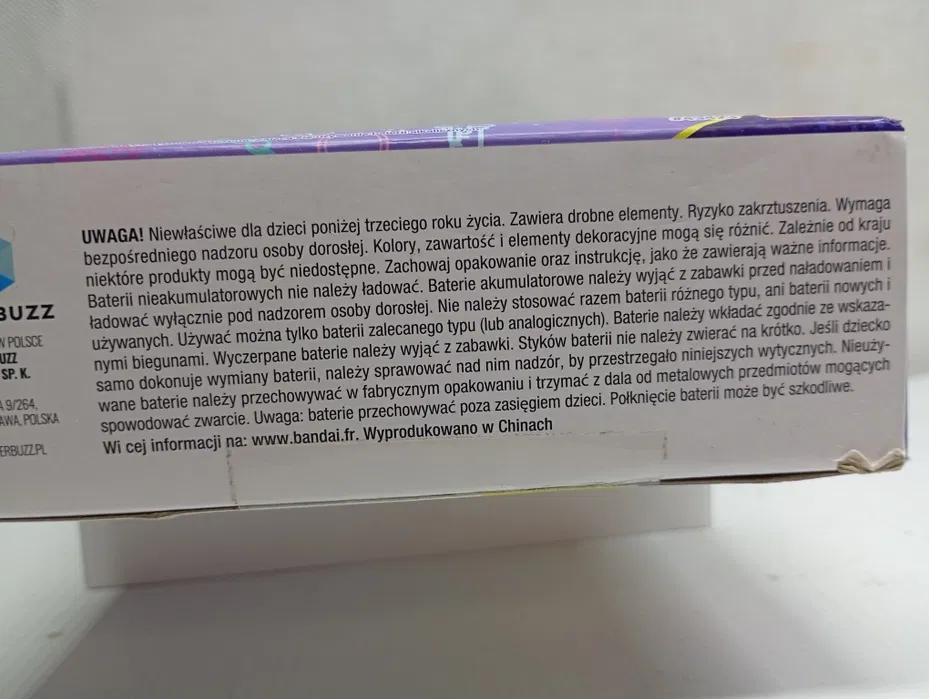 UWAGA! Niewłaściwe dla dzieci poniżej trzeciego roku życia. Zawiera drobne elementy. Ryzyko zakrztuszenia. Wymaga
bezpośredniego nadzoru osoby dorosłej. Kolory, zawartość i elementy dekoracyjne mogą się różnić. Zależnie od kraju
niektóre produkty mogą być niedostępne. Zachowaj opakowanie oraz instrukcję, jako że zawierają ważne informacje.
Baterii nieakumulatorowych nie należy ładować. Baterie akumulatorowe należy wyjąć z zabawki przed naładowaniem i
ładować wyłącznie pod nadzorem osoby dorosłej. Nie należy stosować razem baterii różnego typu, ani baterii nowych i
używanych. Używać można tylko baterii zalecanego typu (lub analogicznych). Baterie należy wkładać zgodnie ze wskaza-
nymi biegunami. Wyczerpane baterie należy wyjąć z zabawki. Styków baterii nie należy zwierać na krótko. Jeśli dziecko
samo dokonuje wymiany baterii, należy sprawować nad nim nadzór, by przestrzegało niniejszych wytycznych. Nieuży-
wane baterie należy przechowywać w fabrycznym opakowaniu i trzymać z dala od metalowych przedmiotów mogących
spowodować zwarcie. Uwaga: baterie przechowywać poza zasięgiem dzieci. Połknięcie baterii może być szkodliwe.
Wi cej informacji na: www.bandai.fr. Wyprodukowano w Chinach
BUZZ
W POLSCE
UZZ
SP. K.
A 9/264,
AWA, POLSKA
ERBUZZ.PL